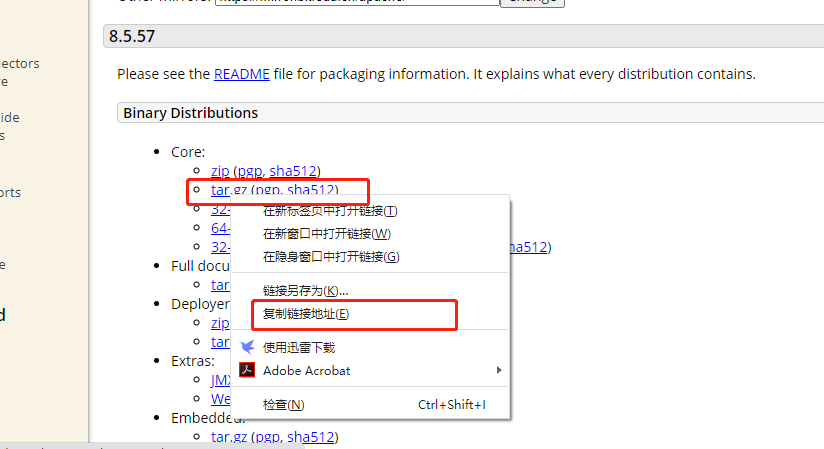 8.5.57
ectors
Please see the README file for packaging information. It explains what every distribution contains.
ide
Binary Distributions
s
Core:
zip (pgp, sha512)
tar.gz (pgp, sha512)
orts
32-
在新标签页中打开链接(T)
64-
在新窗口中打开链接(W)
32-
在隐身窗口中打开链接(G)
sha512)
Full docu
e
tar
链接另存为(K)...
Deployer
复制链接地址(E)
zip
tar
使用迅雷下载
Extras:
Adobe Acrobat
JMX
We
检查(N)
Ctrl+Shift+I
Embedded:
tar.gz (pgp, sha512)